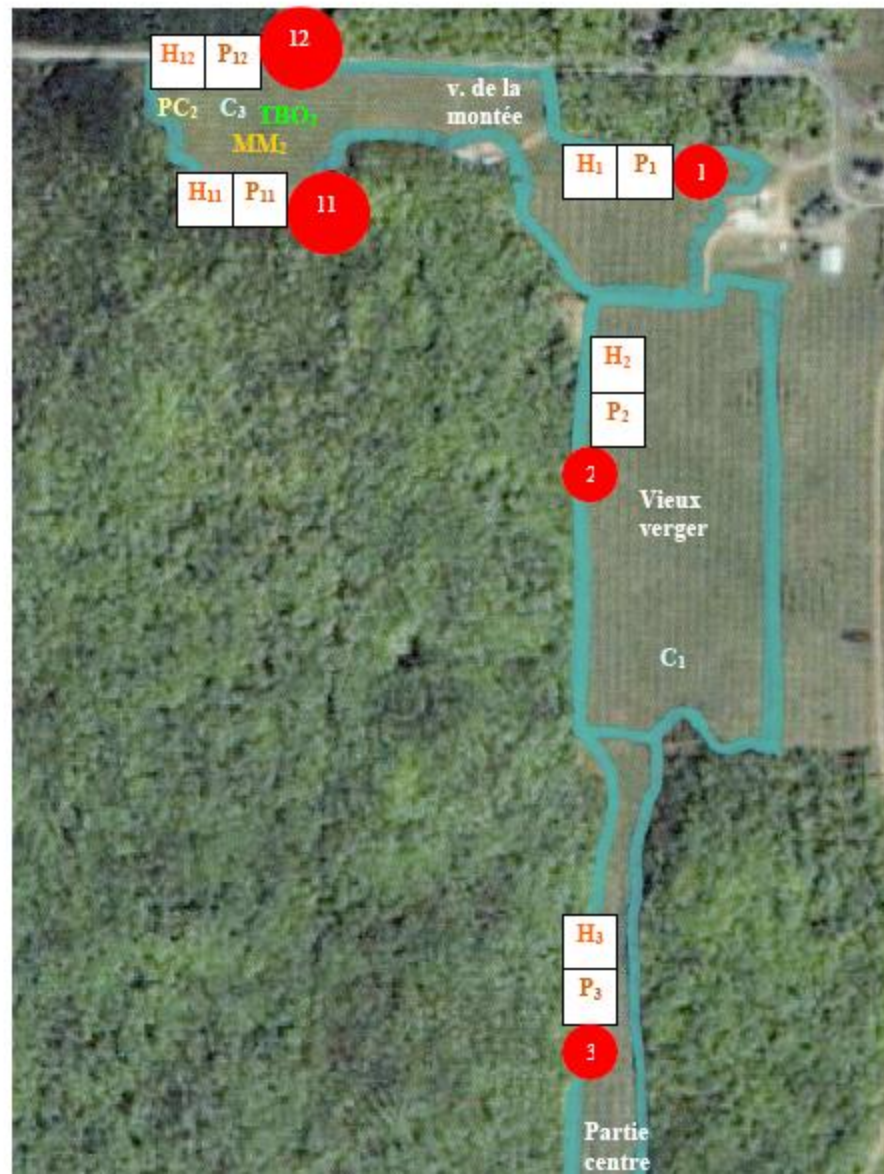 H₁₂ P₁₂ 12
PC₂ C₃ TBO₂
MM₂
v. de la
montée
H₁₁ P₁₁ 11
H₁ P₁ 1
H₂
P₂
2
Vieux
verger
C₁
H₃
P₃
3
Partie
centre